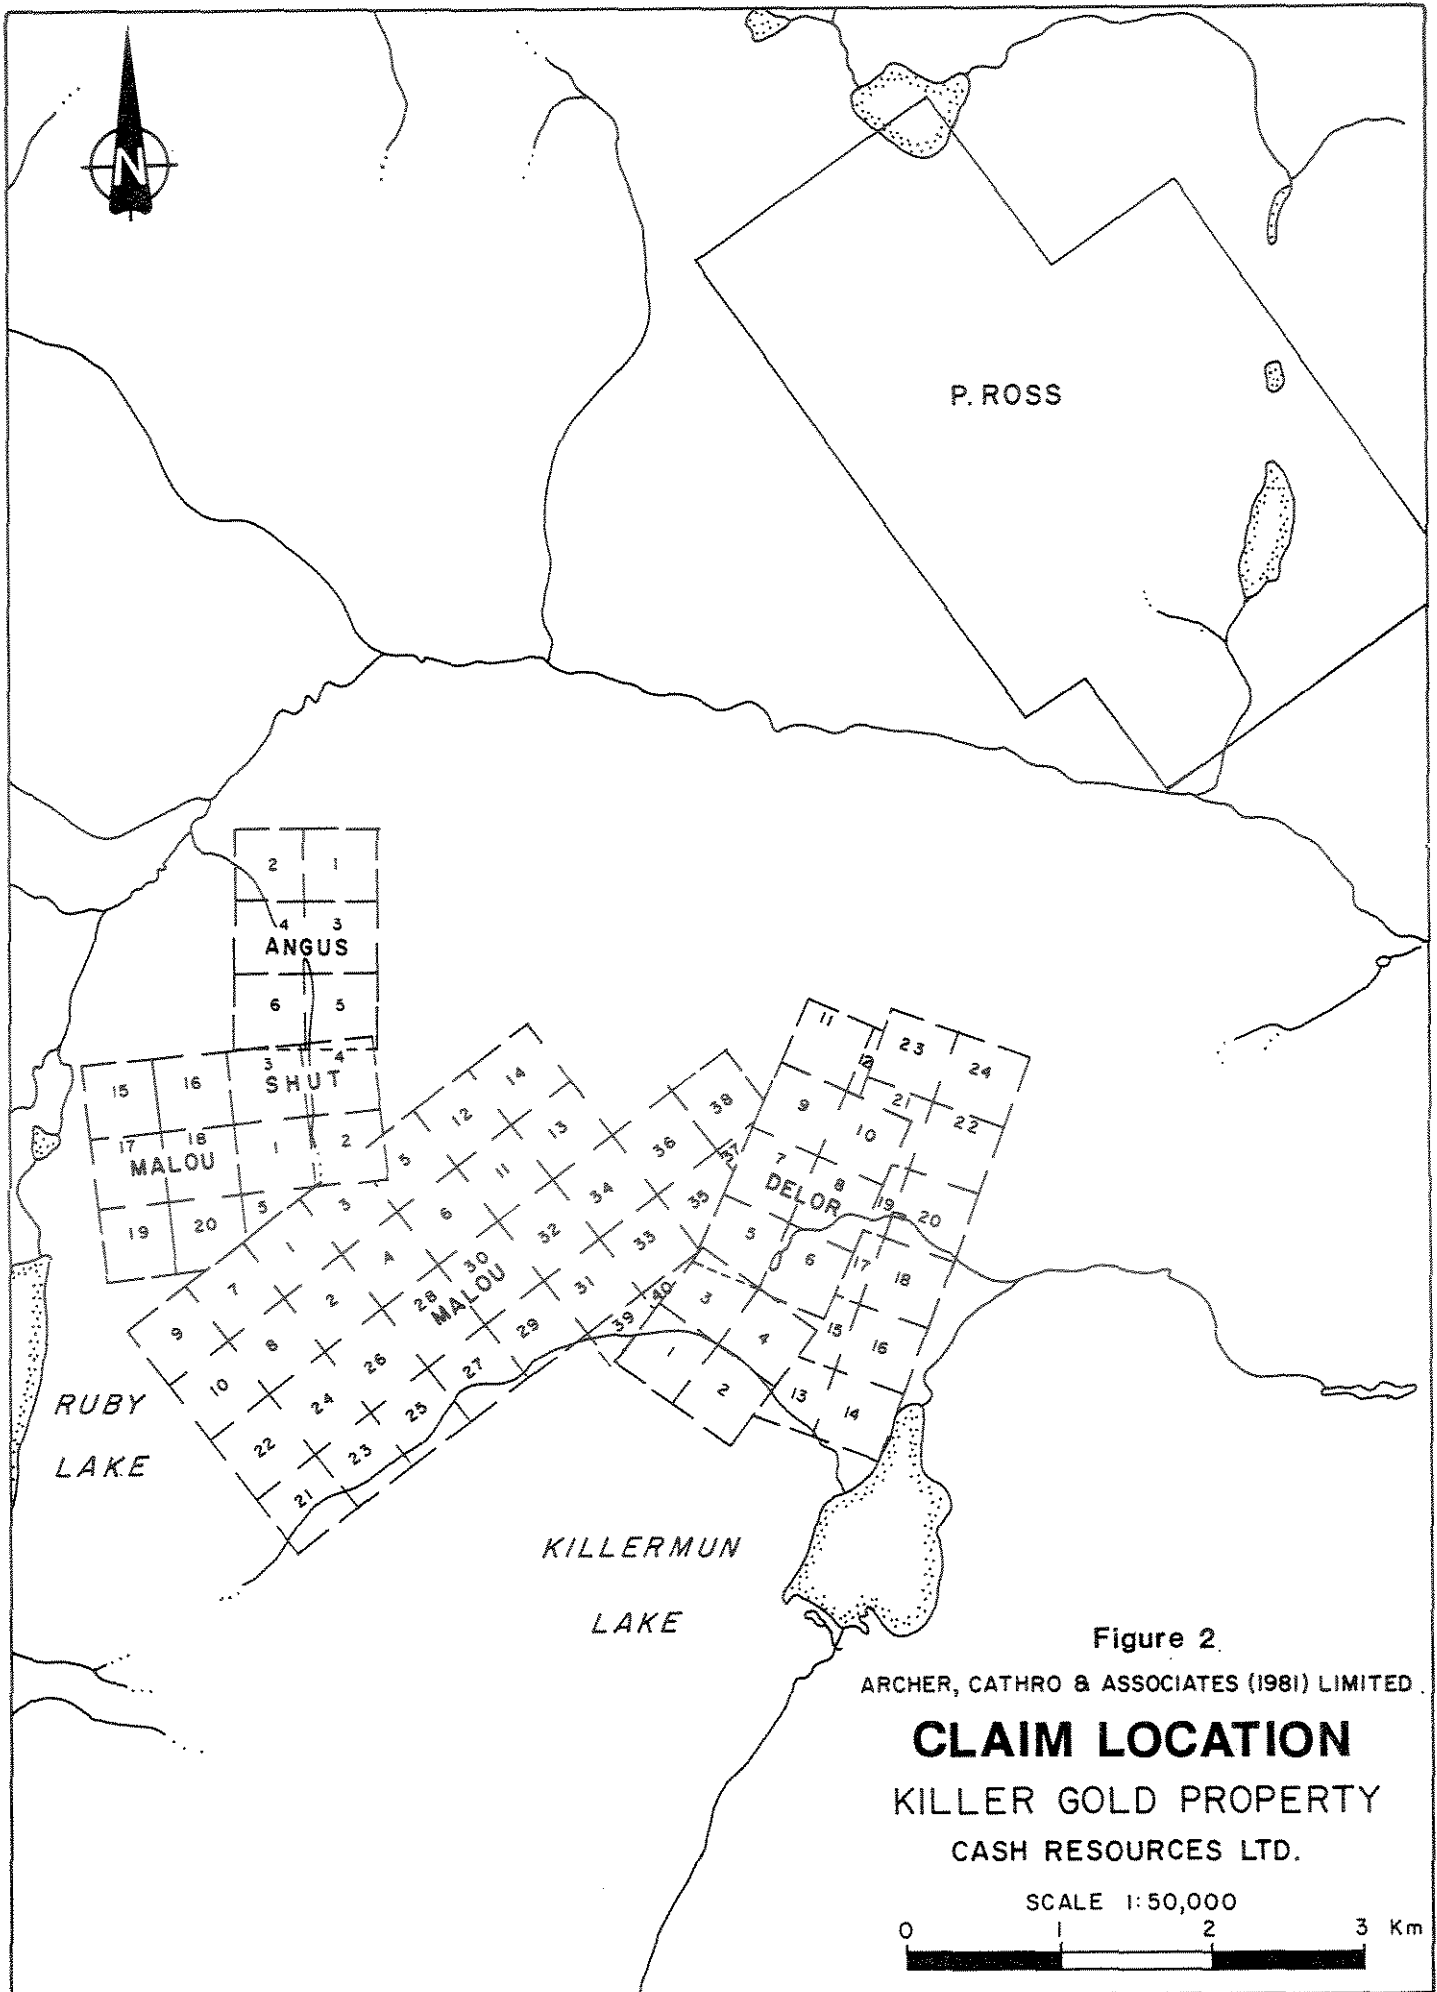 N
P. ROSS
2 1
4 3
ANGUS
6 5
3 4
SHUT
15 16
17 18 1 2
MALOU
19 20 5
14
12
13
5
11
3
6
1
A
7
2
9
8
10
38
36
37
34
35
32
33
30
MALOU
28
31
40
29
39
26
27
24
25
22
23
21
11
12
23
24
9
21
22
10
7
DELOR
8
19
20
5
6
17
18
3
15
16
4
1
2
13
14
RUBY
LAKE
KILLERMUN
LAKE
Figure 2
ARCHER, CATHRO & ASSOCIATES (1981) LIMITED
CLAIM LOCATION
KILLER GOLD PROPERTY
CASH RESOURCES LTD.
SCALE 1:50,000
0 1 2 3 Km